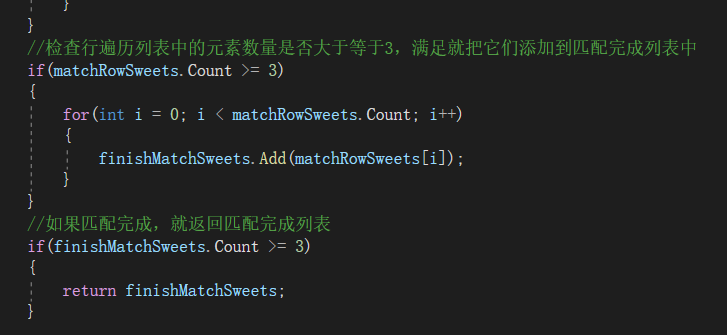 }
}
//检查行遍历列表中的元素数量是否大于等于3，满足就把它们添加到匹配完成列表中
if(matchRowSweets.Count >= 3)
{
for(int i = 0; i < matchRowSweets.Count; i++)
{
finishMatchSweets.Add(matchRowSweets[i]);
}
}
//如果匹配完成，就返回匹配完成列表
if(finishMatchSweets.Count >= 3)
{
return finishMatchSweets;
}